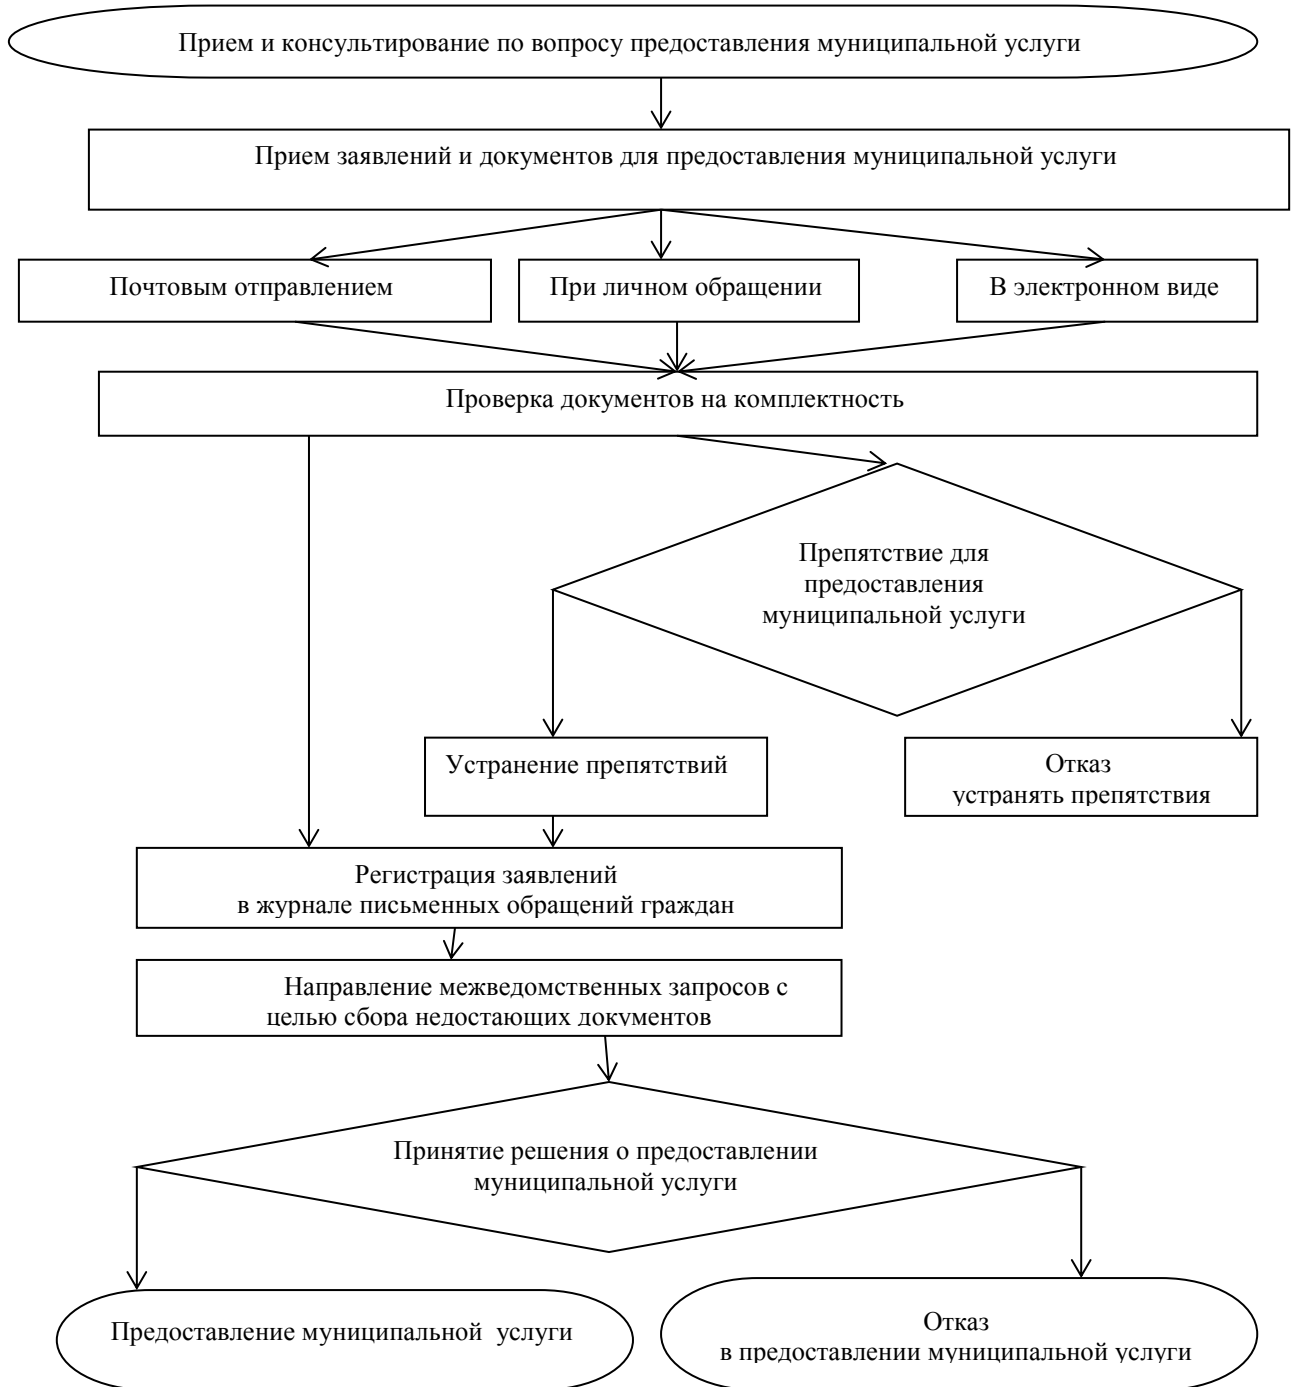 Прием и консультирование по вопросу предоставления муниципальной услуги
Прием заявлений и документов для предоставления муниципальной услуги
Почтовым отправлением
При личном обращении
В электронном виде
Проверка документов на комплектность
Препятствие для
предоставления
муниципальной услуги
Устранение препятствий
Отказ
устранять препятствия
Регистрация заявлений
в журнале письменных обращений граждан
Направление межведомственных запросов с
целью сбора недостающих документов
Принятие решения о предоставлении
муниципальной услуги
Предоставление муниципальной услуги
Отказ
в предоставлении муниципальной услуги